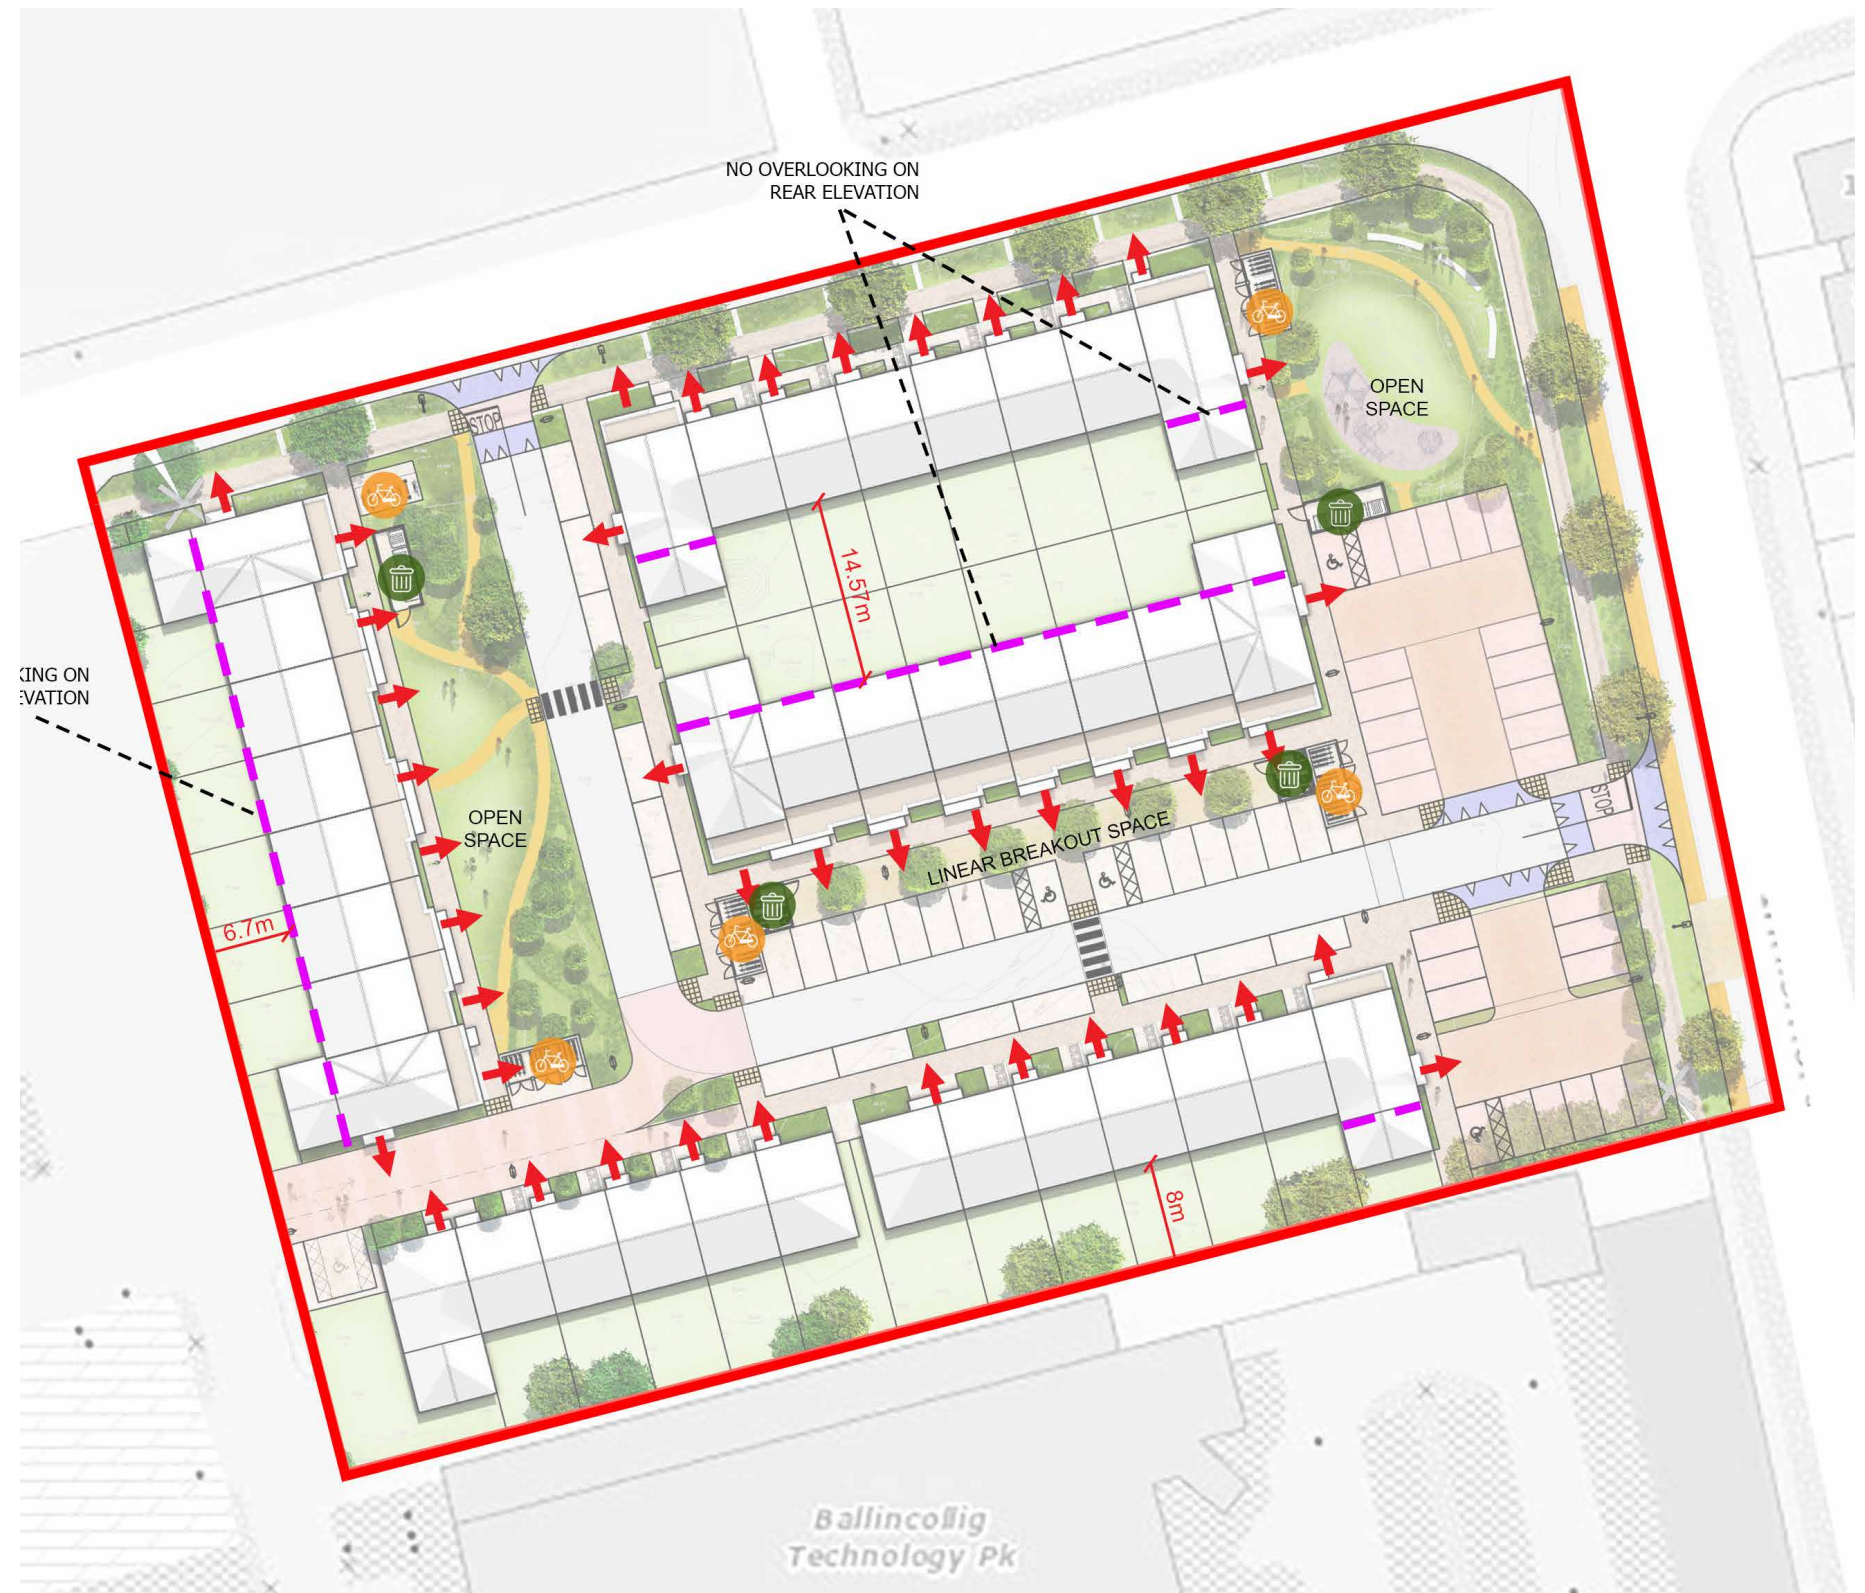 NO OVERLOOKING ON
REAR ELEVATION
OPEN
SPACE
STOP
14.57m
KING ON
EVATION
OPEN
SPACE
LINEAR BREAKOUT SPACE
STOP
6.7m
8m
Ballincollig
Technology Pk